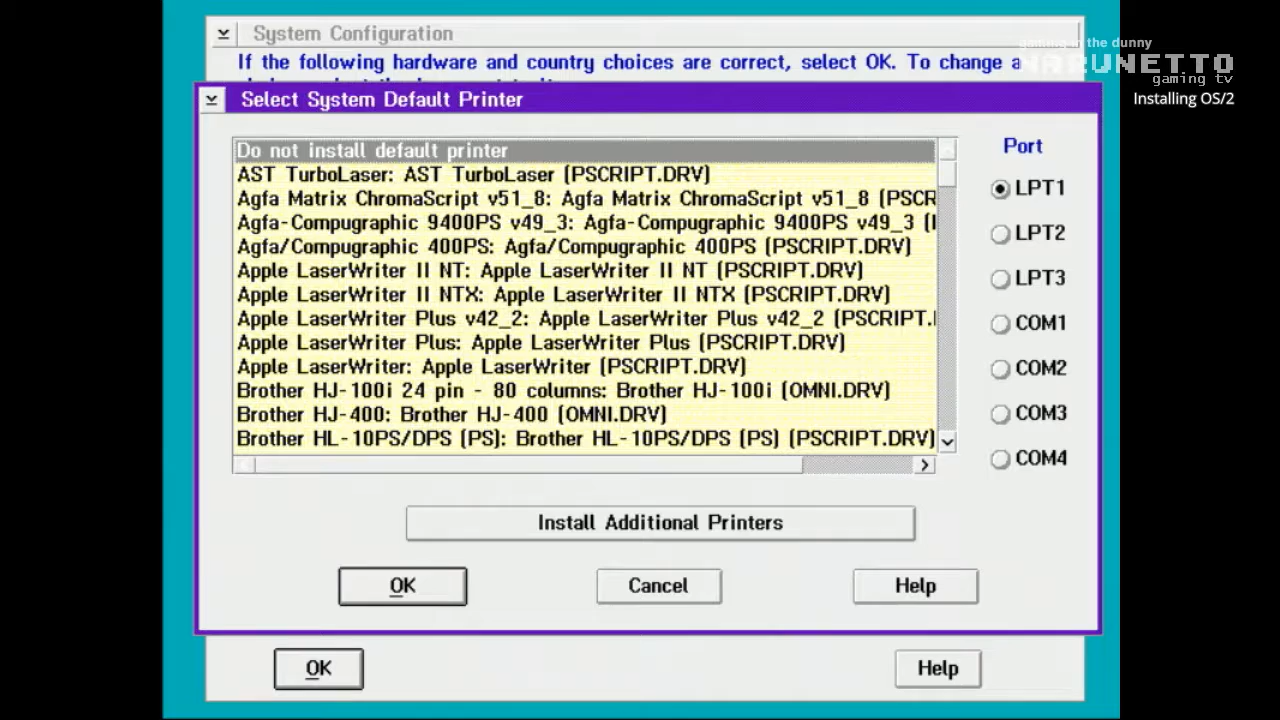 System Configuration
If the following hardware and country choices are correct, select OK. To change a
gaming in the dunny
NARUNETTO
gaming tv
Installing OS/2
Select System Default Printer
Do not install default printer
AST TurboLaser: AST TurboLaser (PSCRIPT.DRV)
Agfa Matrix ChromaScript v51_8: Agfa Matrix ChromaScript v51_8 (PSCR
Agfa-Compugraphic 9400PS v49_3: Agfa-Compugraphic 9400PS v49_3 (
Agfa/Compugraphic 400PS: Agfa/Compugraphic 400PS (PSCRIPT.DRV)
Apple LaserWriter II NT: Apple LaserWriter II NT (PSCRIPT.DRV)
Apple LaserWriter II NTX: Apple LaserWriter II NTX (PSCRIPT.DRV)
Apple LaserWriter Plus v42_2: Apple LaserWriter Plus v42_2 (PSCRIPT.
Apple LaserWriter Plus: Apple LaserWriter Plus (PSCRIPT.DRV)
Apple LaserWriter: Apple LaserWriter (PSCRIPT.DRV)
Brother HJ-100i 24 pin - 80 columns: Brother HJ-100i (OMNI.DRV)
Brother HJ-400: Brother HJ-400 (OMNI.DRV)
Brother HL-10PS/DPS (PS): Brother HL-10PS/DPS (PS) (PSCRIPT.DRV)
Port
LPT1
LPT2
LPT3
COM1
COM2
COM3
COM4
Install Additional Printers
OK
Cancel
Help
OK
Help